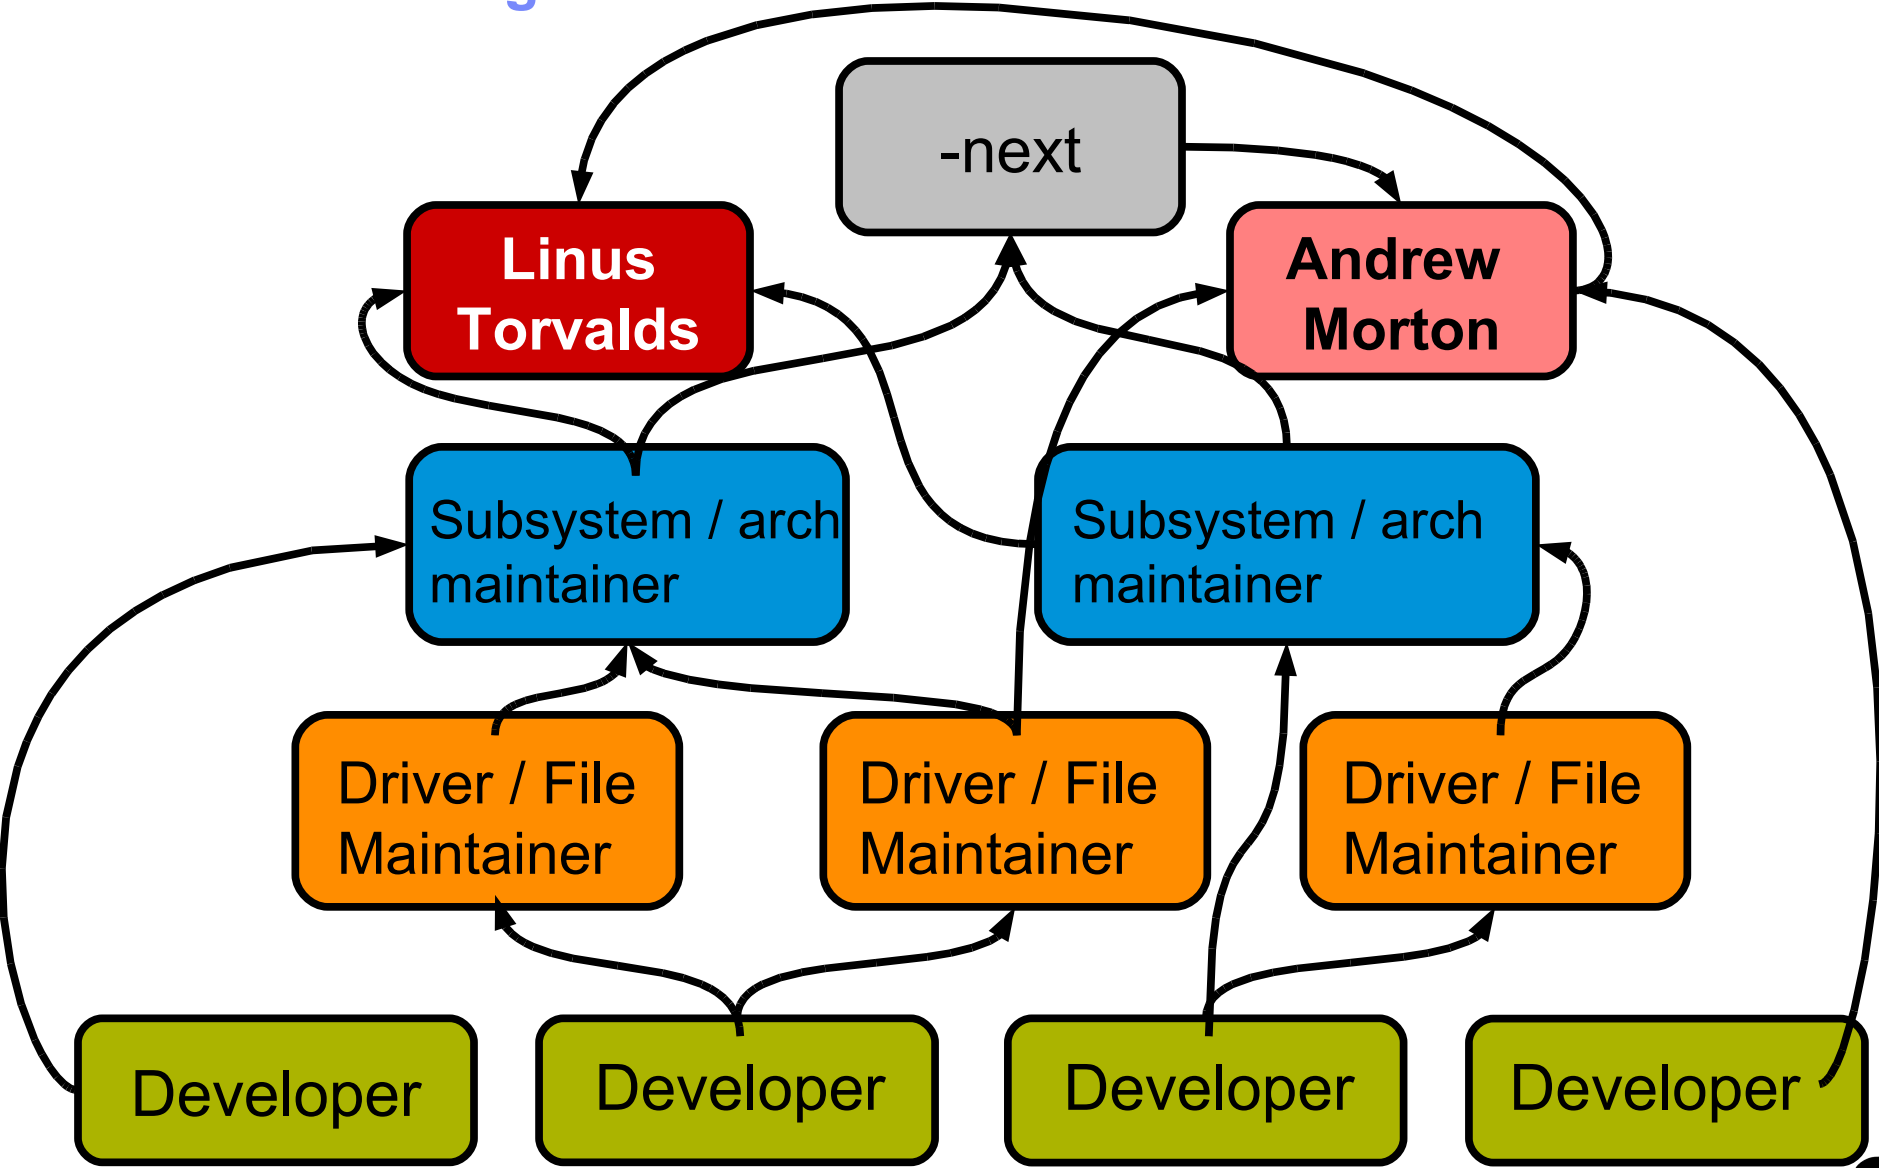 g
-next
Linus
Torvalds
Andrew
Morton
Subsystem / arch
maintainer
Subsystem / arch
maintainer
Driver / File
Maintainer
Driver / File
Maintainer
Driver / File
Maintainer
Developer
Developer
Developer
Developer